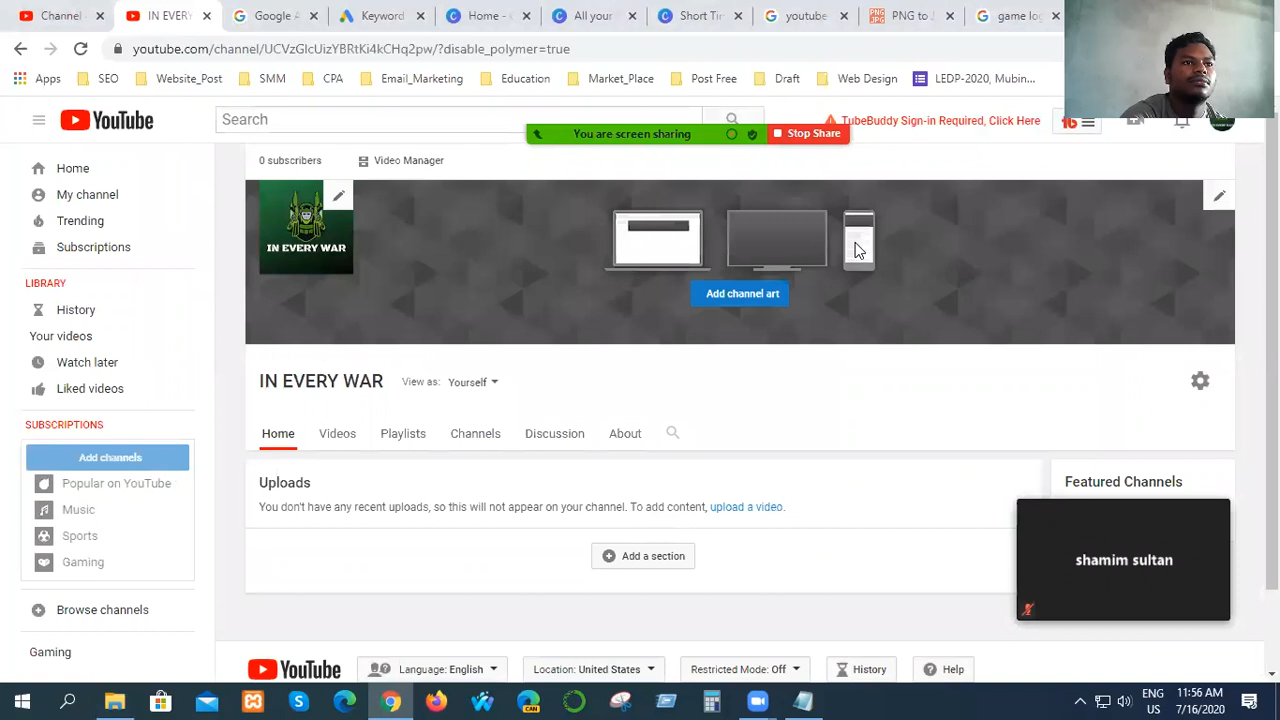 Channel
IN EVERY
Google A
Keyword
Home -
All your
Short Ti
youtube
PNG to
game log
PNG
JPG
youtube.com/channel/UCVzGlcUizYBRtKi4kCHq2pw/?disable_polymer=true
Apps
SEO
Website_Post
SMM
CPA
Email_Marketing
Education
Market_Place
Post Free
Draft
Web Design
LEDP-2020, Mubin...
YouTube
Search
TubeBuddy Sign-in Required, Click Here
You are screen sharing
Stop Share
0 subscribers
Video Manager
Home
My channel
Trending
Subscriptions
LIBRARY
History
Your videos
Watch later
Liked videos
SUBSCRIPTIONS
Add channels
Popular on YouTube
Music
Sports
Gaming
Browse channels
Gaming
IN EVERY WAR
Add channel art
IN EVERY WAR
View as: Yourself
Home
Videos
Playlists
Channels
Discussion
About
Uploads
You don't have any recent uploads, so this will not appear on your channel. To add content, upload a video.
Add a section
Featured Channels
shamim sultan
YouTube
Language: English
Location: United States
Restricted Mode: Off
History
Help
CAN
ENG
US
11:56 AM
7/16/2020